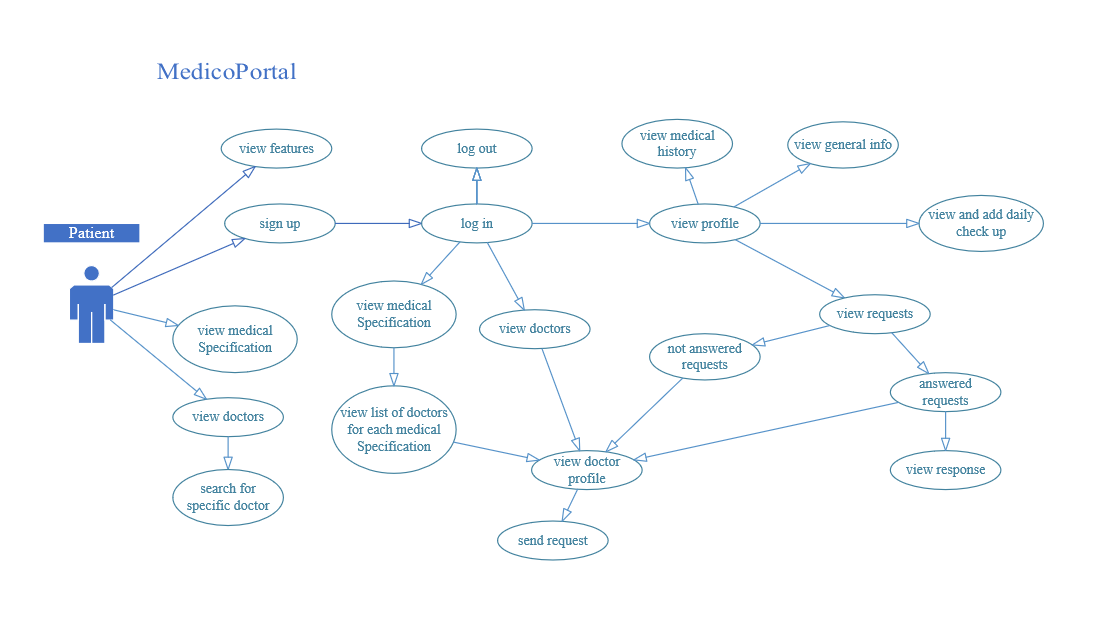 MedicoPortal
view features
log out
view medical
history
view general info
Patient
sign up
log in
view profile
view and add daily
check up
view medical
Specification
view medical
Specification
view doctors
view requests
not answered
requests
answered
requests
view doctors
view list of doctors
for each medical
Specification
view doctor
profile
view response
search for
specific doctor
send request